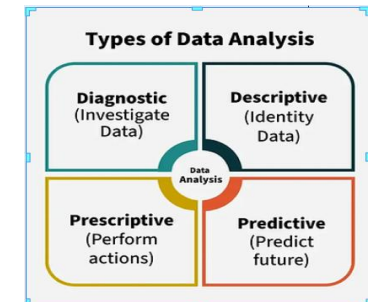 Types of Data Analysis
Diagnostic
(Investigate
Data)
Descriptive
(Identity
Data)
Data
Analysis
Prescriptive
(Perform
actions)
Predictive
(Predict
future)